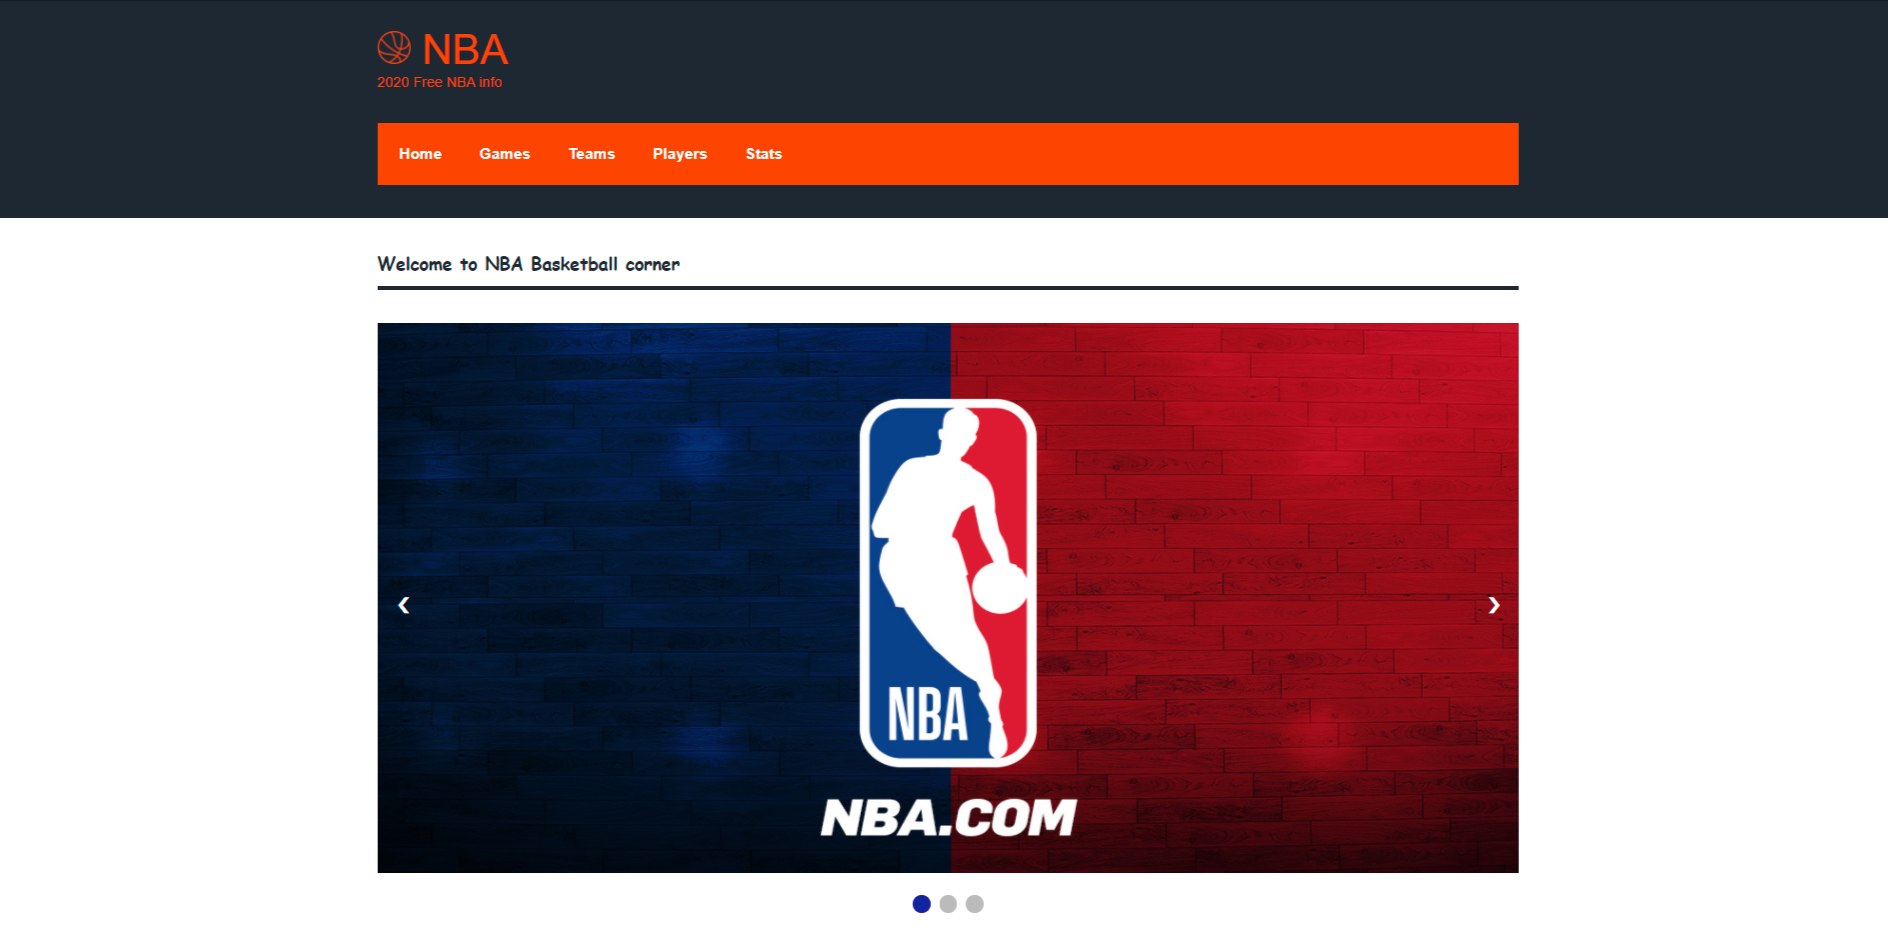 NBA
2020 Free NBA info
Home Games Teams Players Stats
Welcome to NBA Basketball corner
NBA
NBA.COM